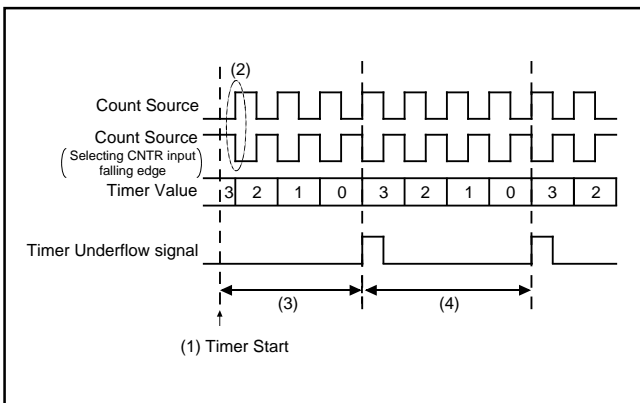 (2)
Count Source
Count Source
(Selecting CNTR input
falling edge)
Timer Value 3 2 1 0 3 2 1 0 3 2
Timer Underflow signal
(3) (4)
(1) Timer Start